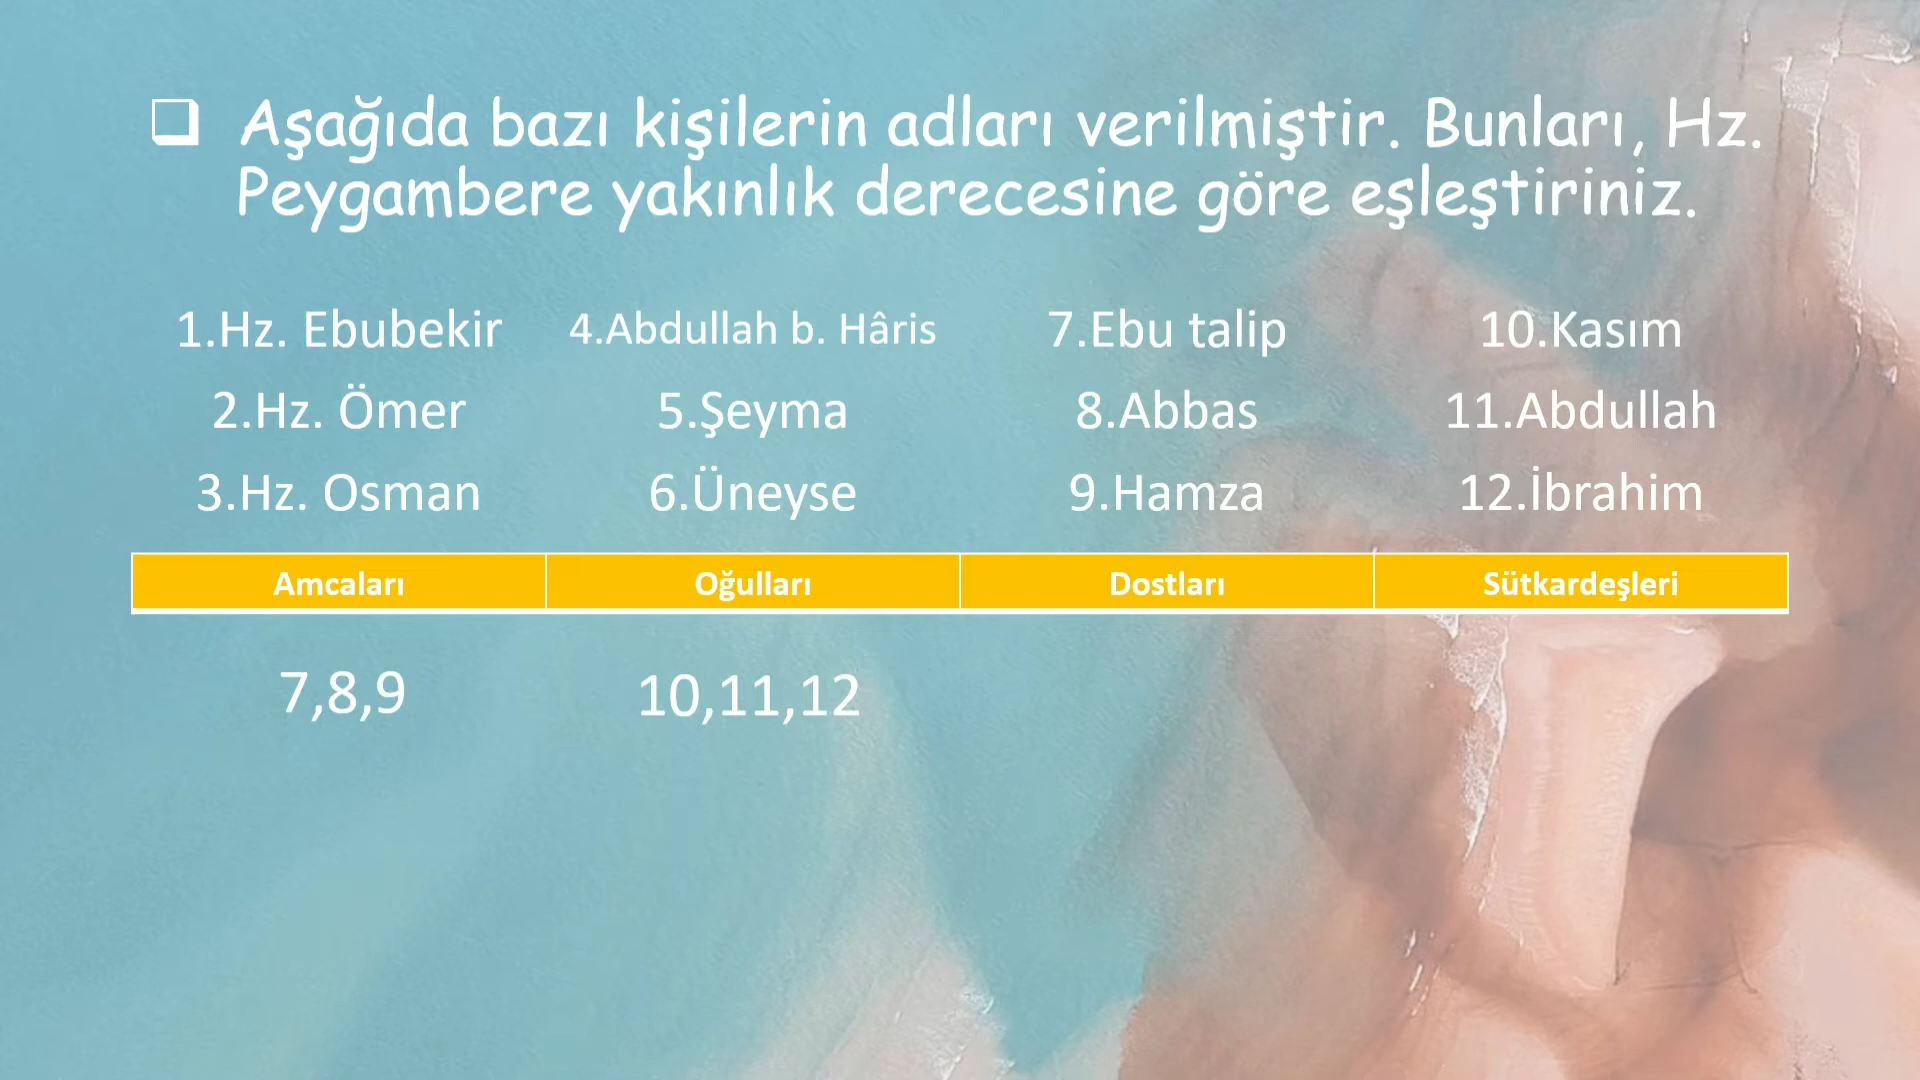 ❑ Aşağıda bazı kişilerin adları verilmiştir. Bunları, Hz.
Peygambere yakınlık derecesine göre eşleştiriniz.
1.Hz. Ebubekir 4.Abdullah b. Hâris 7.Ebu talip 10.Kasım
2.Hz. Ömer 5.Şeyma 8.Abbas 11.Abdullah
3.Hz. Osman 6.Üneyse 9.Hamza 12.İbrahim
Amcaları Oğulları Dostları Sütkardeşleri
7,8,9 10,11,12